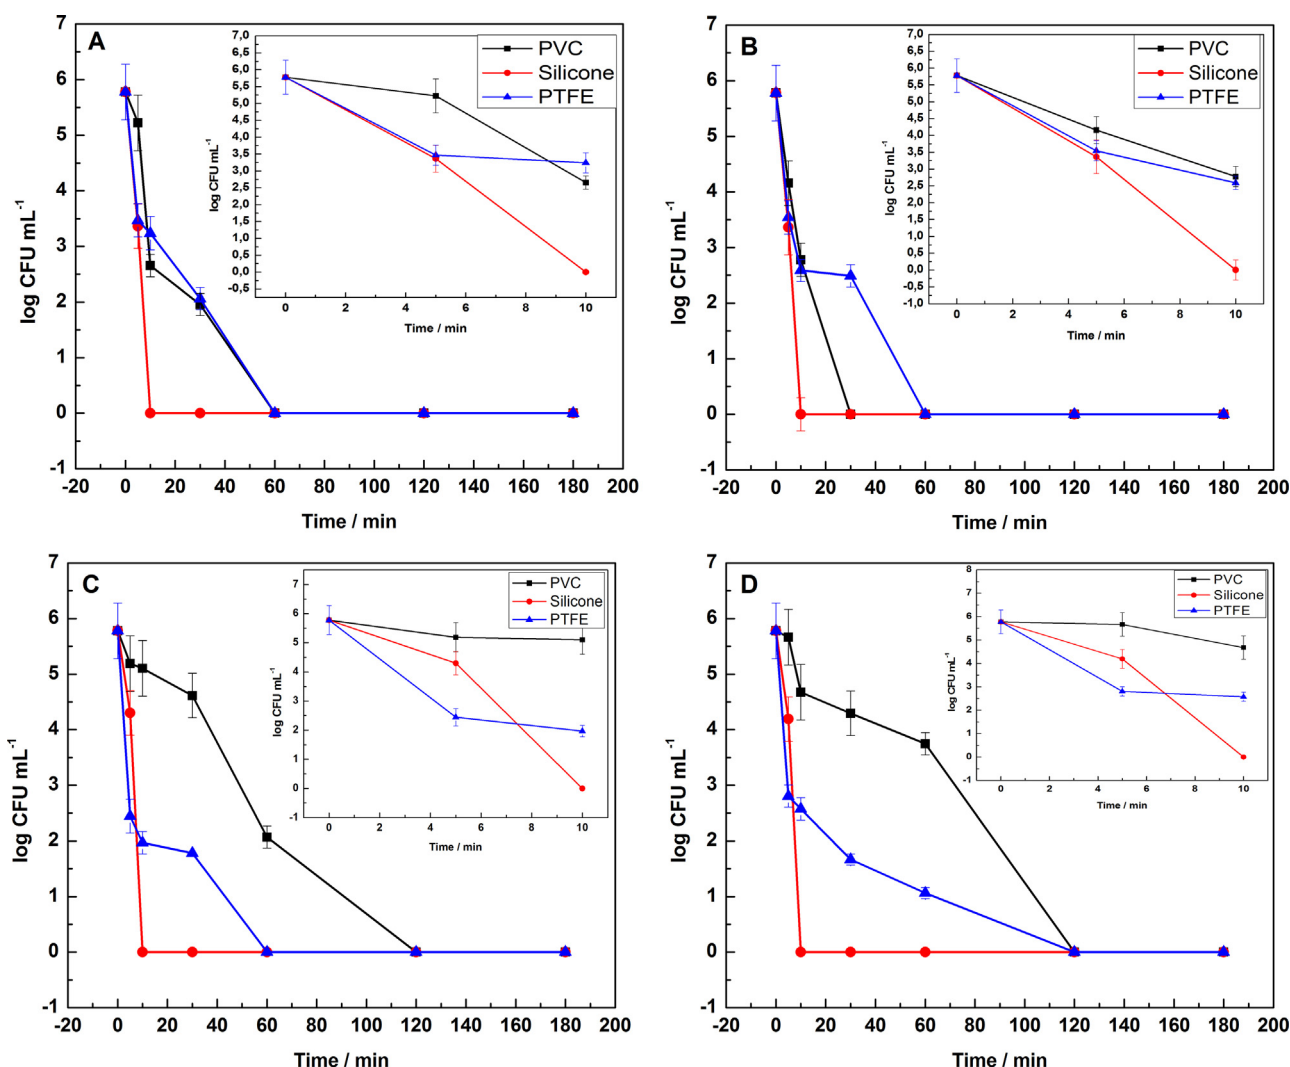 A
7
6
5
4
3
2
1
0
-1
log CFU mL-1
-20 0 20 40 60 80 100 120 140 160 180 200
Time / min
7,0
6,5
6,0
5,5
5,0
4,5
4,0
3,5
3,0
2,5
2,0
1,5
1,0
0,0
-0,5
log CFU mL-1
0 2 4 6 8 10
Time / min
PVC
Silicone
PTFE
B
7
6
5
4
3
2
1
0
-1
log CFU mL-1
-20 0 20 40 60 80 100 120 140 160 180 200
Time / min
7,0
6,5
6,0
5,5
5,0
4,5
4,0
3,5
3,0
2,5
2,0
1,5
1,0
0,5
0,0
-0,5
-1,0
log CFU mL-1
0 2 4 6 8 10
Time / min
PVC
Silicone
PTFE
C
7
6
5
4
3
2
1
0
-1
log CFU mL-1
-20 0 20 40 60 80 100 120 140 160 180 200
Time / min
7
6
5
4
3
2
1
0
-1
log CFU mL-1
0 2 4 6 8 10
Time / min
PVC
Silicone
PTFE
D
7
6
5
4
3
2
1
0
-1
log CFU mL-1
-20 0 20 40 60 80 100 120 140 160 180 200
Time / min
8
7
6
5
4
3
2
1
0
-1
log CFU mL-1
0 2 4 6 8 10
Time / min
PVC
Silicone
PTFE